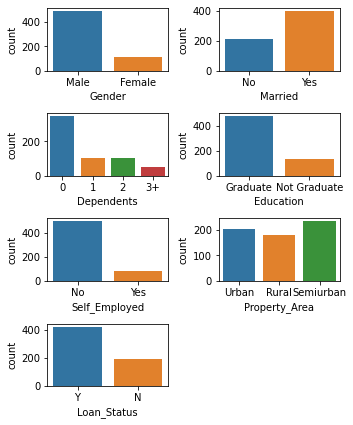 count
400
200
0
Male Female
Gender
count
400
200
0
No Yes
Married
count
200
0
0 1 2 3+
Dependents
count
400
200
0
Graduate Not Graduate
Education
count
400
200
0
No Yes
Self_Employed
count
200
100
0
Urban Rural Semiurban
Property_Area
count
400
200
0
Y N
Loan_Status